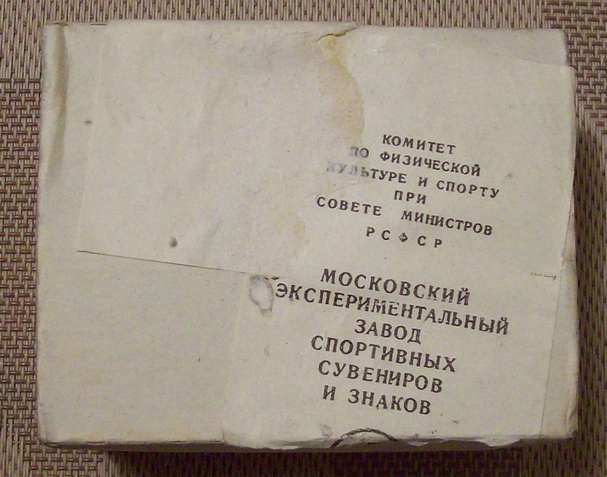 КОМИТЕТ
ПО ФИЗИЧЕСКОЙ
КУЛЬТУРЕ И СПОРТУ
ПРИ
СОВЕТЕ МИНИСТРОВ
РСФСР
МОСКОВСКИЙ
ЭКСПЕРИМЕНТАЛЬНЫЙ
ЗАВОД
СПОРТИВНЫХ
СУВЕНИРОВ
И ЗНАКОВ